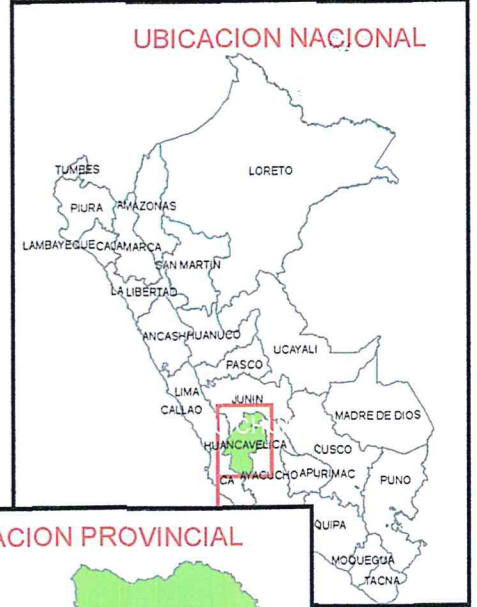 UBICACION NACIONAL
LORETO
TUMBES
PIURA
AMAZONAS
LAMBAYEQUE
CAJAMARCA
SAN MARTIN
LA LIBERTAD
ANCASH
HUANUCO
UCAYALI
PASCO
LIMA
CALLAO
JUNIN
MADRE DE DIOS
HUANCAVELICA
CUSCO
CA
AYACUCHO
APURIMAC
PUNO
QUIPA
MOQUEGUA
TACNA
ACION PROVINCIAL